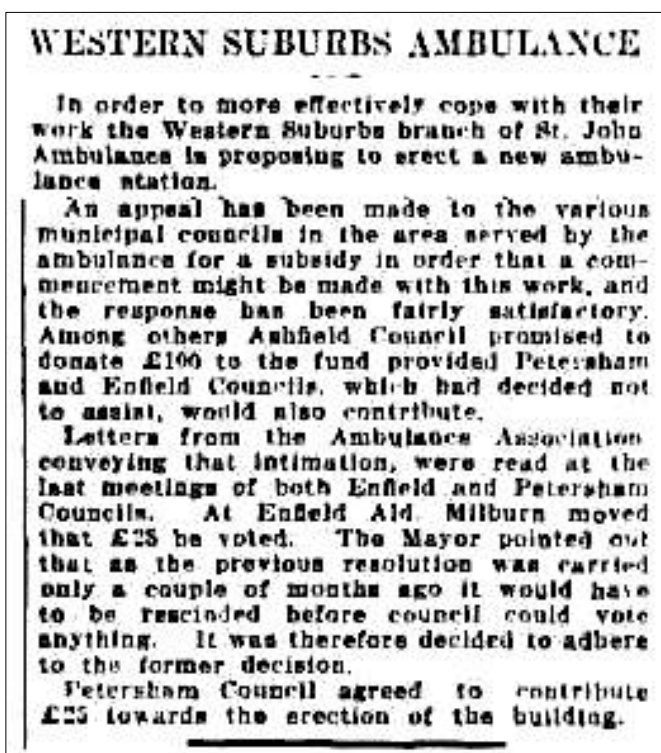 WESTERN SUBURBS AMBULANCE
In order to more effectively cope with their
work the Western Suburbs branch of St. John
Ambulance is proposing to erect a new ambu-
lance station.
An appeal has been made to the various
municipal councils in the area served by the
ambulance for a subsidy in order that a com-
mencement might be made with this work, and
the response has been fairly satisfactory.
Among others Ashfield Council promised to
donate £100 to the fund provided Petersham
and Enfield Councils, which had decided not
to assist, would also contribute.
Letters from the Ambulance Association
conveying that intimation, were read at the
last meetings of both Enfield and Petersham
Councils. At Enfield Ald. Milburn moved
that £25 be voted. The Mayor pointed out
that as the previous resolution was carried
only a couple of months ago it would have
to be rescinded before council could vote
anything. It was therefore decided to adhere
to the former decision.
Petersham Council agreed to contribute
£25 towards the erection of the building.